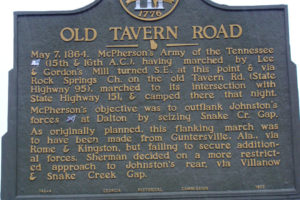 1776
OLD TAVERN ROAD
May 7, 1864, McPherson's Army of the Tennessee
(15th & 16th A.C.), having marched by Lee
& Gordon's Mill turned S.E. at this point & via
Rock Springs Ch. on the old Tavern Rd. (State
Highway 95), marched to its intersection with
State Highway 151, & camped there that night.
McPherson's objective was to outflank Johnston's
forces at Dalton by seizing Snake Cr. Gap.
As originally planned, this flanking march was
to have been made from Guntersville, Ala., via
Rome & Kingston, but failing to secure addition-
al forces, Sherman decided on a more restrict-
ed approach to Johnston's rear, via Villanow
& Snake Creek Gap.
GEORGIA HISTORICAL COMMISSION